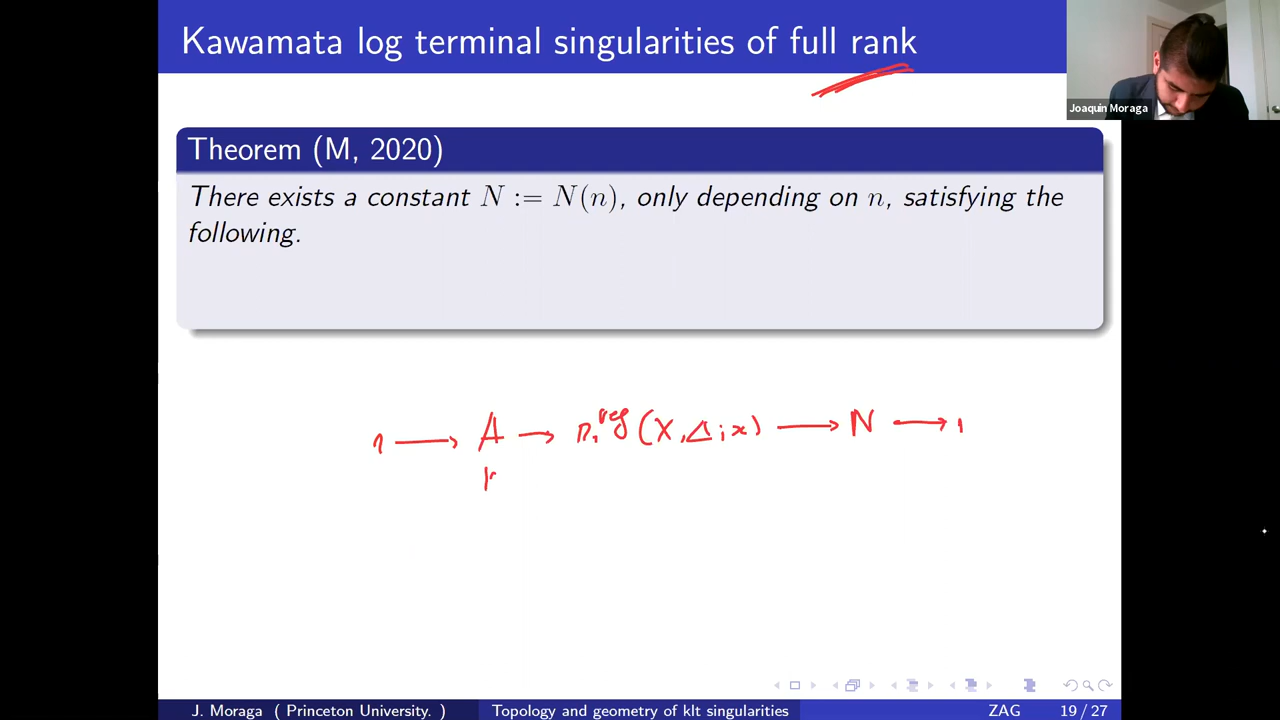 Kawamata log terminal singularities of full rank
Joaquín Moraga
Theorem (M, 2020)
There exists a constant N := N(n), only depending on n, satisfying the
following.
1 → A → π₁^reg (X, Δ; x) → N → 1
J. Moraga ( Princeton University. )
Topology and geometry of klt singularities
ZAG
19 / 27